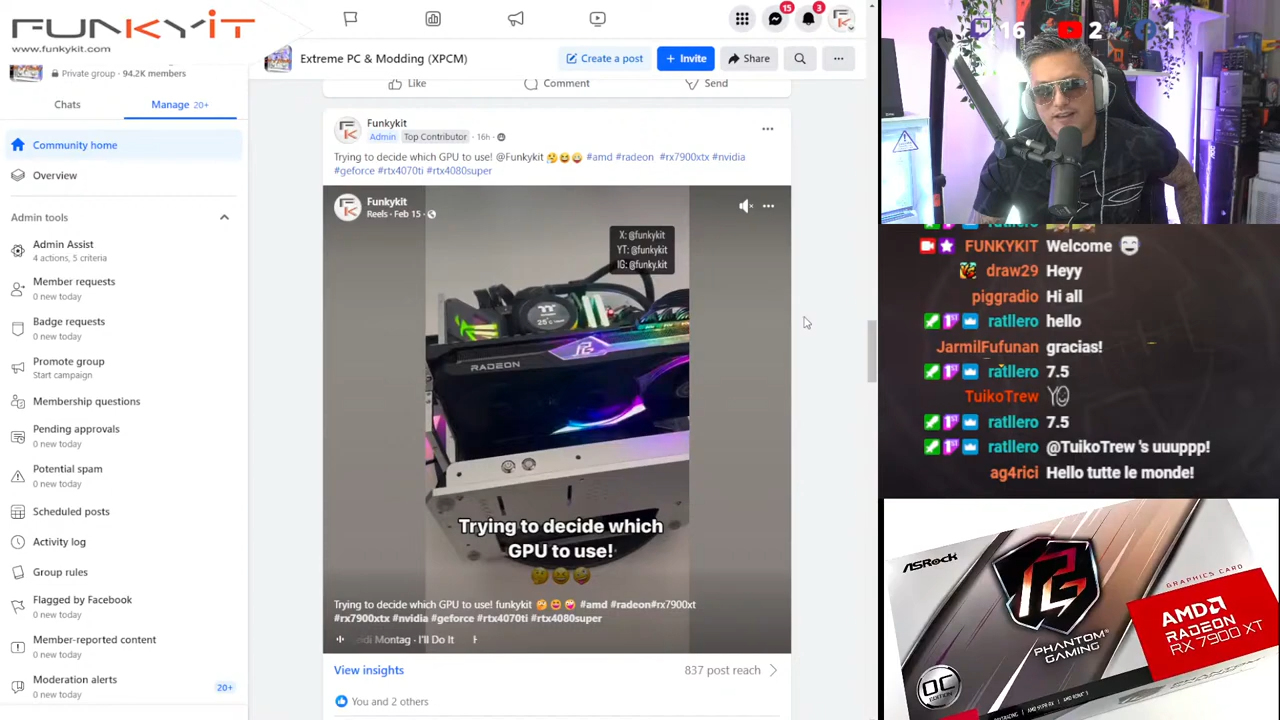 FUNKYIT
www.funkykit.com
Private group · 94.2K members
Chats
Manage 20+
Community home
Overview
Admin tools
Admin Assist
4 actions, 5 criteria
Member requests
0 new today
Badge requests
0 new today
Promote group
Start campaign
Membership questions
Pending approvals
0 new today
Potential spam
0 new today
Scheduled posts
Activity log
Group rules
Flagged by Facebook
0 new today
Member-reported content
0 new today
Moderation alerts
0 new today
20+
15
3
Extreme PC & Modding (XPCM)
Create a post
Invite
Share
Like
Comment
Send
Funkykit
Admin
Top Contributor
· 16h ·
Trying to decide which GPU to use! @Funkykit 🤔😆🤪 #amd #radeon #rx7900xtx #nvidia
#geforce #rtx4070ti #rtx4080super
Funkykit
Reels · Feb 15 ·
X: @funkykit
YT: @funkykit
IG: @funky.kit
25°C
RADEON
Trying to decide which
GPU to use!
🤔😆🤪
Trying to decide which GPU to use! funkykit 🤔😆🤪 #amd #radeon#rx7900xt
#rx7900xtx #nvidia #geforce #rtx4070ti #rtx4080super
Montag · I'll Do It
View insights
837 post reach
You and 2 others
16
2
1
FUNKYKIT Welcome
draw29 Heyy
piggradio Hi all
ratllero hello
JarmilFufunan gracias!
ratllero 7.5
TuikoTrew YO
ratllero 7.5
ratllero @TuikoTrew 's uuuppp!
ag4rici Hello tutte le monde!
ASRock
GRAPHICS CARD
AMD
RADEON
RX 7900 XT
PHANTOM
GAMING
OC
EDITION